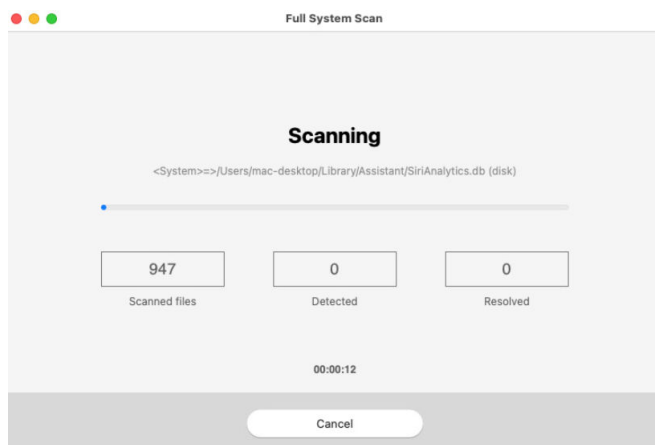 Full System Scan
Scanning
<System>=>/Users/mac-desktop/Library/Assistant/SiriAnalytics.db (disk)
947
0
0
Scanned files
Detected
Resolved
00:00:12
Cancel